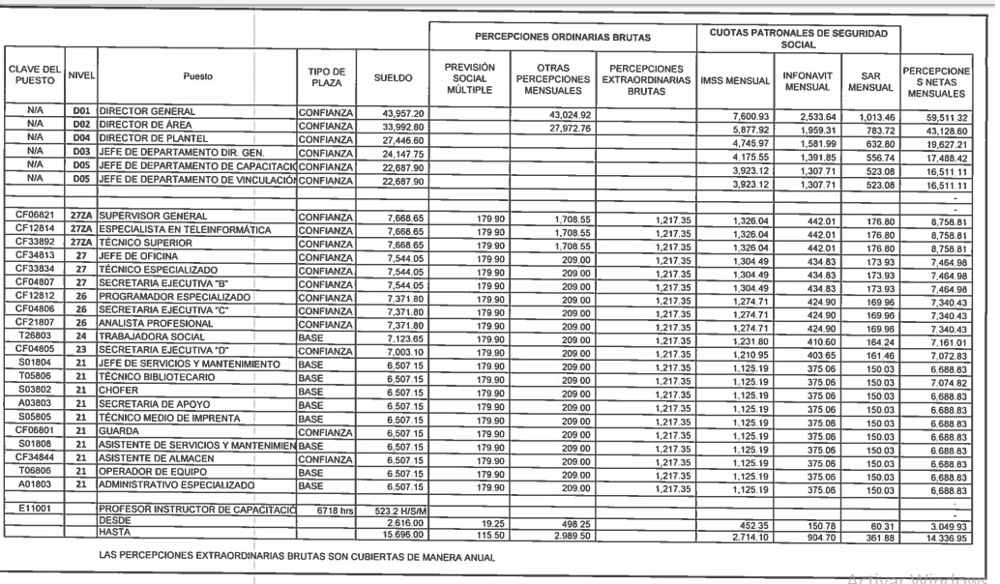 PERCEPCIONES ORDINARIAS BRUTAS CUOTAS PATRONALES DE SEGURIDAD SOCIAL
CLAVE DEL PUESTO NIVEL Puesto TIPO DE PLAZA SUELDO PREVISIÓN SOCIAL MÚLTIPLE OTRAS PERCEPCIONES MENSUALES PERCEPCIONES EXTRAORDINARIAS BRUTAS IMSS MENSUAL INFONAVIT MENSUAL SAR MENSUAL PERCEPCIONE S NETAS MENSUALES
N/A D01 DIRECTOR GENERAL CONFIANZA 43,957.20 43,024.92 7,600.93 2,533.64 1,013.46 59,511.32
N/A D02 DIRECTOR DE ÁREA CONFIANZA 33,992.80 27,972.76 5,877.92 1,959.31 783.72 43,128.60
N/A D04 DIRECTOR DE PLANTEL CONFIANZA 27,446.60 4,745.97 1,581.99 632.80 19,627.21
N/A D03 JEFE DE DEPARTAMENTO DIR. GEN. CONFIANZA 24,147.75 4,175.55 1,391.85 556.74 17,488.42
N/A D05 JEFE DE DEPARTAMENTO DE CAPACITACIÓ CONFIANZA 22,687.90 3,923.12 1,307.71 523.08 16,511.11
N/A D05 JEFE DE DEPARTAMENTO DE VINCULACIÓN CONFIANZA 22,687.90 3,923.12 1,307.71 523.08 16,511.11
-
-
CF06821 27ZA SUPERVISOR GENERAL CONFIANZA 7,668.65 179.90 1,708.55 1,217.35 1,326.04 442.01 176.80 8,758.81
CF12814 27ZA ESPECIALISTA EN TELEINFORMÁTICA CONFIANZA 7,668.65 179.90 1,708.55 1,217.35 1,326.04 442.01 176.80 8,758.81
CF33892 27ZA TÉCNICO SUPERIOR CONFIANZA 7,668.65 179.90 1,708.55 1,217.35 1,326.04 442.01 176.80 8,758.81
CF34813 27 JEFE DE OFICINA CONFIANZA 7,544.05 179.90 209.00 1,217.35 1,304.49 434.83 173.93 7,464.98
CF33834 27 TÉCNICO ESPECIALIZADO CONFIANZA 7,544.05 179.90 209.00 1,217.35 1,304.49 434.83 173.93 7,464.98
CF04807 27 SECRETARIA EJECUTIVA "B" CONFIANZA 7,544.05 179.90 209.00 1,217.35 1,304.49 434.83 173.93 7,464.98
CF12812 26 PROGRAMADOR ESPECIALIZADO CONFIANZA 7,371.80 179.90 209.00 1,217.35 1,274.71 424.90 169.96 7,340.43
CF04806 26 SECRETARIA EJECUTIVA "C" CONFIANZA 7,371.80 179.90 209.00 1,217.35 1,274.71 424.90 169.96 7,340.43
CF21807 26 ANALISTA PROFESIONAL CONFIANZA 7,371.80 179.90 209.00 1,217.35 1,274.71 424.90 169.96 7,340.43
T26803 24 TRABAJADORA SOCIAL BASE 7,123.65 179.90 209.00 1,217.35 1,231.80 410.60 164.24 7,161.01
CF04805 23 SECRETARIA EJECUTIVA "D" CONFIANZA 7,003.10 179.90 209.00 1,217.35 1,210.95 403.65 161.46 7,072.83
S01804 21 JEFE DE SERVICIOS Y MANTENIMIENTO BASE 6,507.15 179.90 209.00 1,217.35 1,125.19 375.06 150.03 6,688.83
T05806 21 TÉCNICO BIBLIOTECARIO BASE 6,507.15 179.90 209.00 1,217.35 1,125.19 375.06 150.03 7,074.82
S03802 21 CHOFER BASE 6,507.15 179.90 209.00 1,217.35 1,125.19 375.06 150.03 6,688.83
A03803 21 SECRETARIA DE APOYO BASE 6,507.15 179.90 209.00 1,217.35 1,125.19 375.06 150.03 6,688.83
S05805 21 TÉCNICO MEDIO DE IMPRENTA BASE 6,507.15 179.90 209.00 1,217.35 1,125.19 375.06 150.03 6,688.83
CF06801 21 GUARDA CONFIANZA 6,507.15 179.90 209.00 1,217.35 1,125.19 375.06 150.03 6,688.83
S01808 21 ASISTENTE DE SERVICIOS Y MANTENIMIEN BASE 6,507.15 179.90 209.00 1,217.35 1,125.19 375.06 150.03 6,688.83
CF34844 21 ASISTENTE DE ALMACEN CONFIANZA 6,507.15 179.90 209.00 1,217.35 1,125.19 375.06 150.03 6,688.83
T06806 21 OPERADOR DE EQUIPO BASE 6,507.15 179.90 209.00 1,217.35 1,125.19 375.06 150.03 6,688.83
A01803 21 ADMINISTRATIVO ESPECIALIZADO BASE 6,507.15 179.90 209.00 1,217.35 1,125.19 375.06 150.03 6,688.83
-
E11001 PROFESOR INSTRUCTOR DE CAPACITACIÓ 6718 hrs 523.2 H/S/M -
DESDE 2.616.00 19.25 498.25 452.35 150.78 60.31 3.049.93
HASTA 15.696.00 115.50 2.989.50 2.714.10 904.70 361.88 14.336.95
LAS PERCEPCIONES EXTRAORDINARIAS BRUTAS SON CUBIERTAS DE MANERA ANUAL
Activar Windows